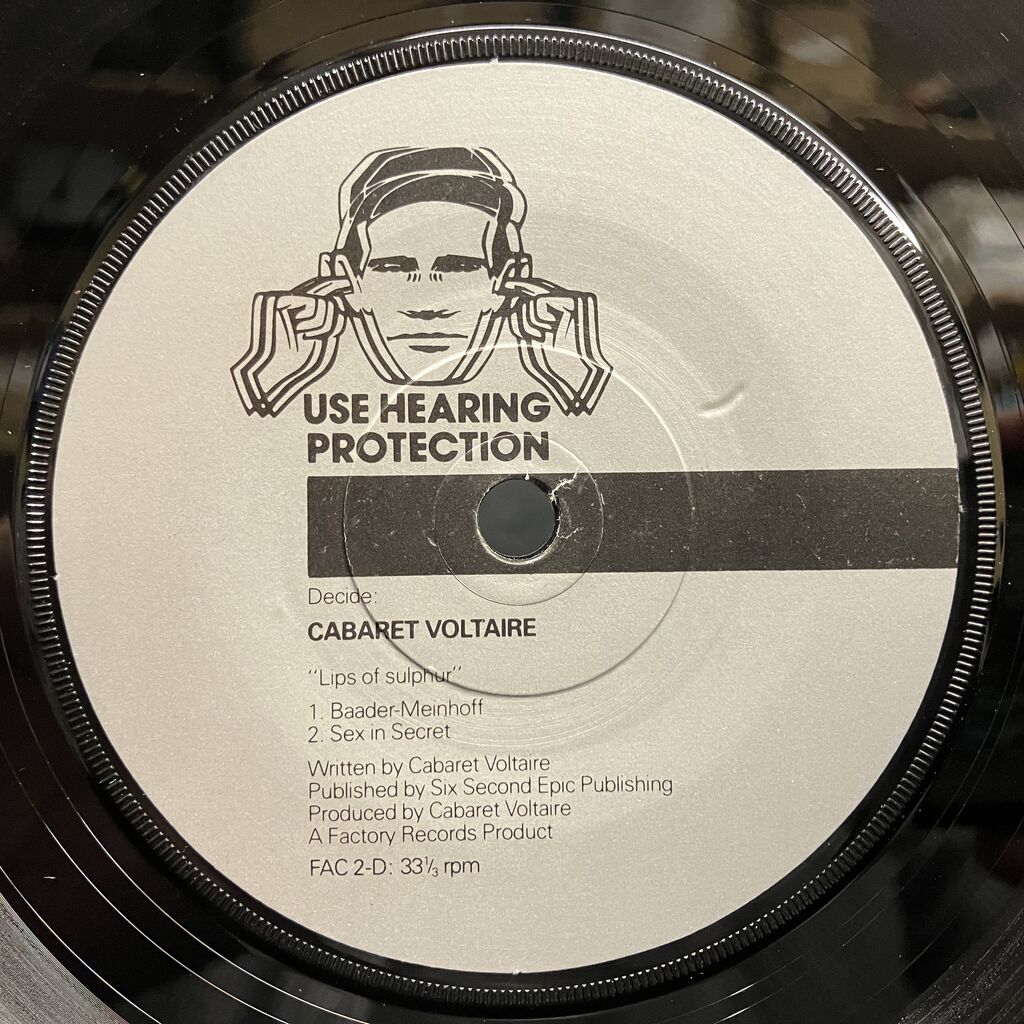 USE HEARING
PROTECTION
Decide:
CABARET VOLTAIRE
"Lips of sulphur"
1. Baader-Meinhoff
2. Sex in Secret
Written by Cabaret Voltaire
Published by Six Second Epic Publishing
Produced by Cabaret Voltaire
A Factory Records Product
FAC 2-D: 33⅓ rpm